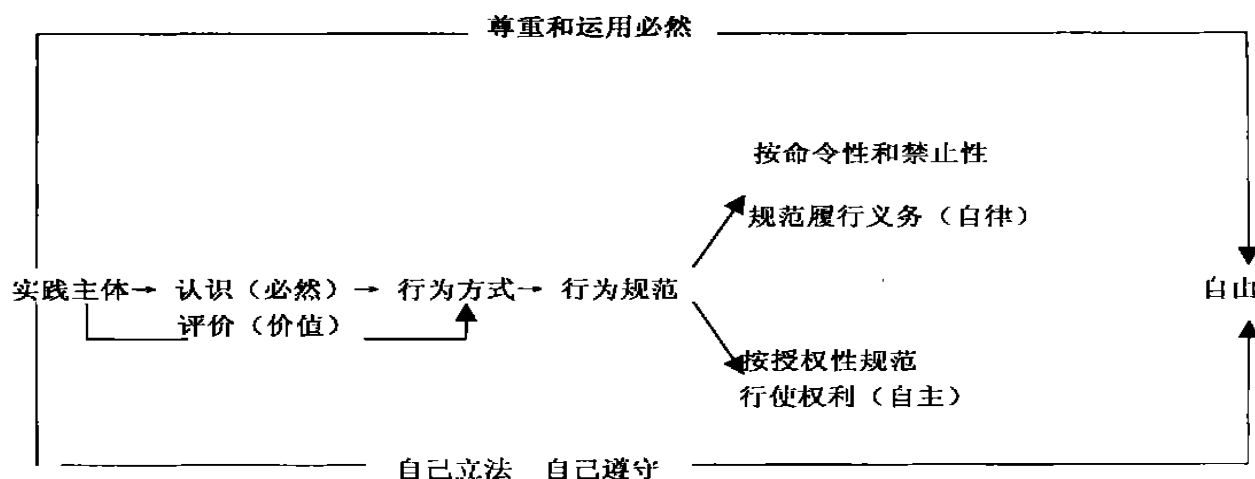 尊重和运用必然
按命令性和禁止性
规范履行义务（自律）
实践主体→ 认识（必然）→ 行为方式→ 行为规范 自由
评价（价值）
按授权性规范
行使权利（自主）
自己立法 自己遵守